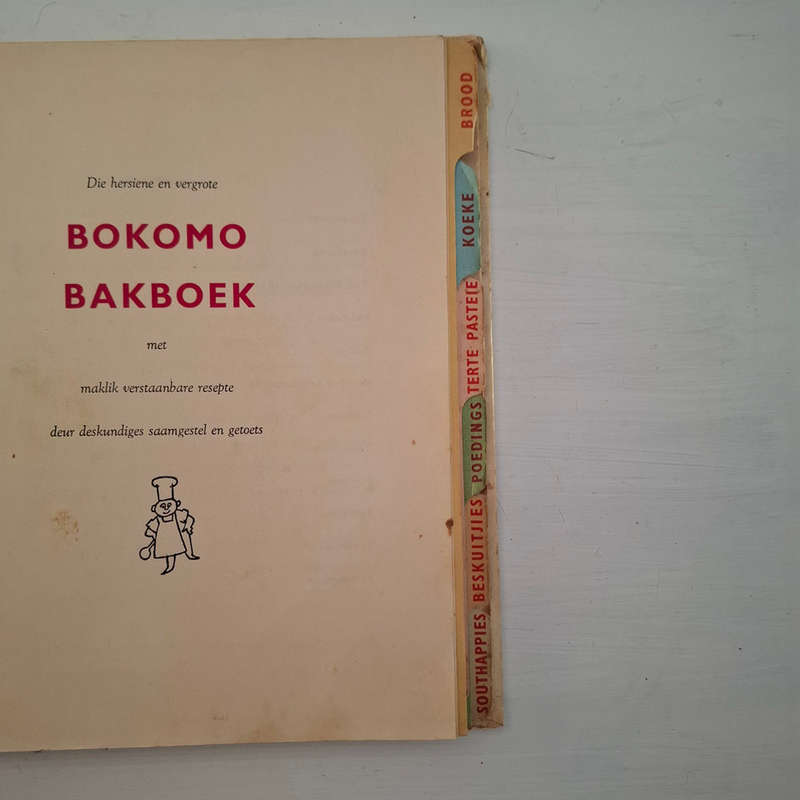 Die hersiene en vergrote
BOKOMO
BAKBOEK
met
maklik verstaanbare resepte
deur deskundiges saamgestel en getoets
BROOD
KOEKE
TERTE PASTEIE
POEDINGS
BESKUITJIES
SOUTHAPPIES